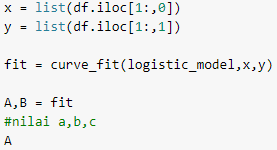 x = list(df.iloc[1:,0])
y = list(df.iloc[1:,1])
fit = curve_fit(logistic_model,x,y)
A,B = fit
#nilai a,b,c
A